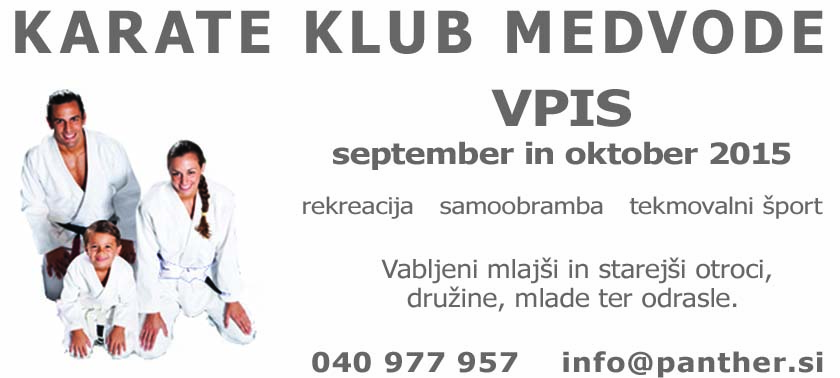 KARATE KLUB MEDVODE
VPIS
september in oktober 2015
rekreacija samoobramba tekmovalni šport
Vabljeni mlajši in starejši otroci,
družine, mlade ter odrasle.
040 977 957 info@panther.si